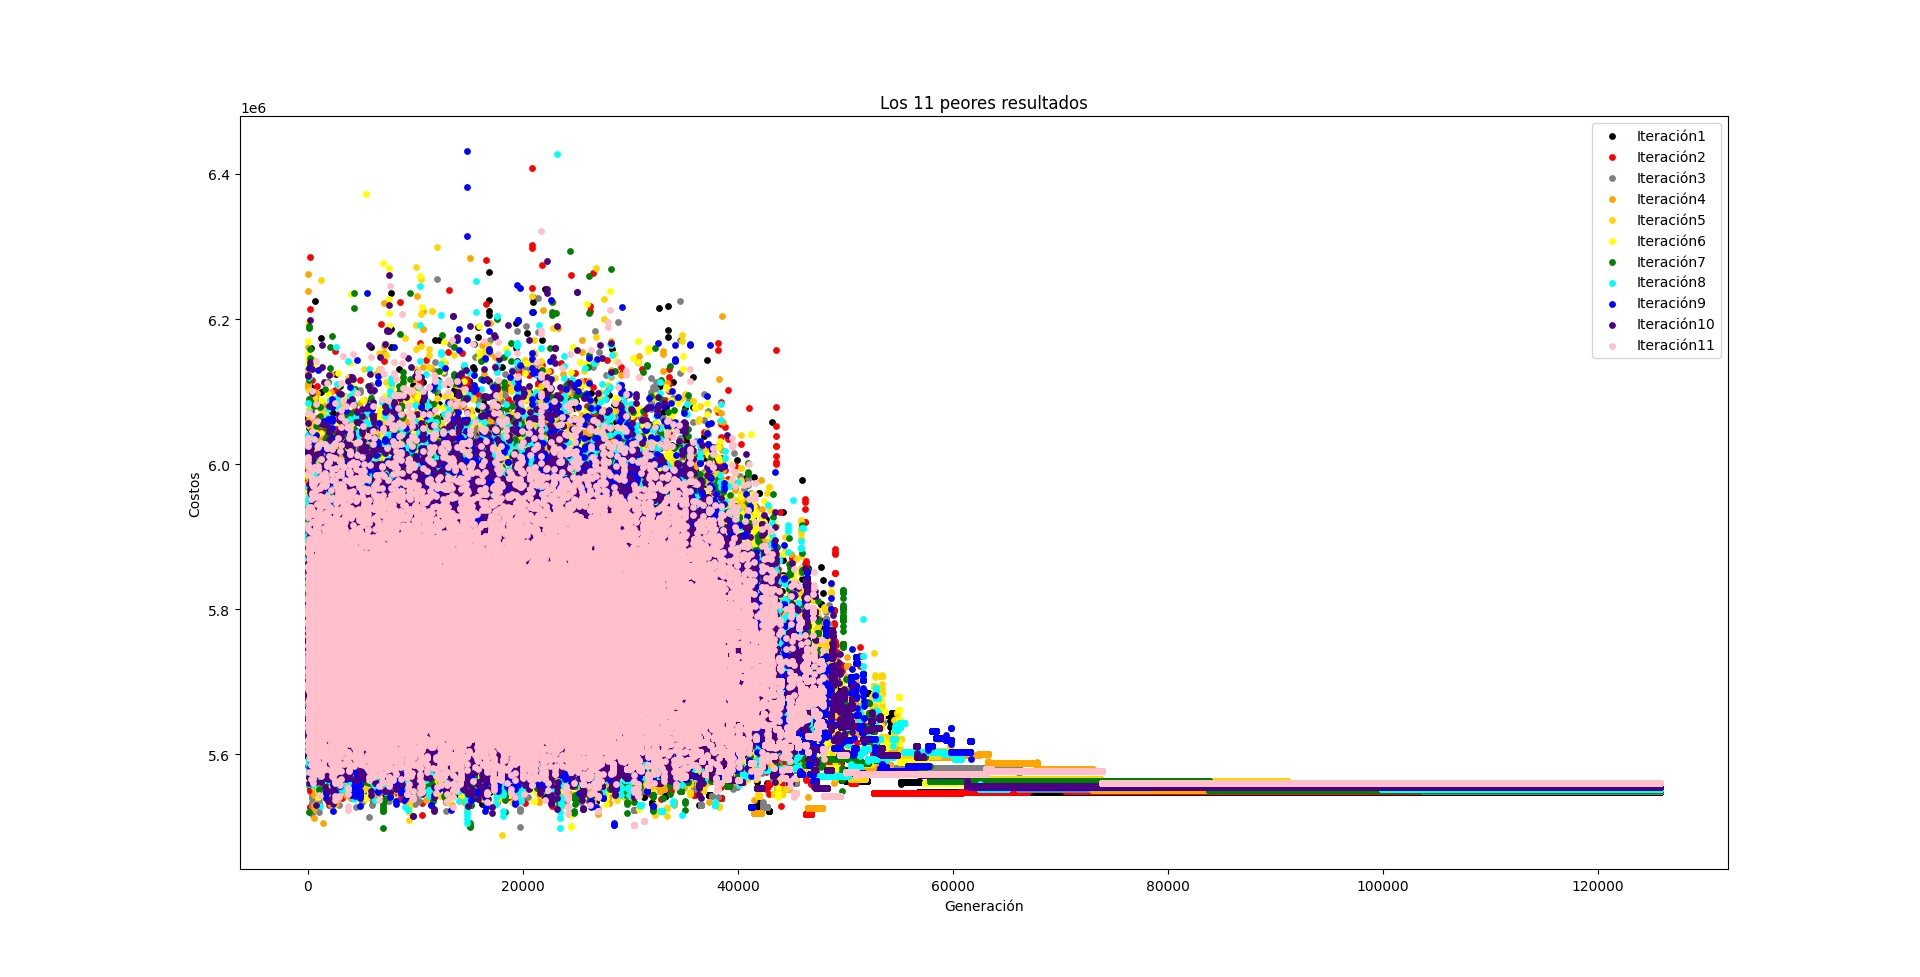 Los 11 peores resultados
1e6
6.4
6.2
6.0
5.8
5.6
Costos
0
20000
40000
60000
80000
100000
120000
Generación
Iteración1
Iteración2
Iteración3
Iteración4
Iteración5
Iteración6
Iteración7
Iteración8
Iteración9
Iteración10
Iteración11